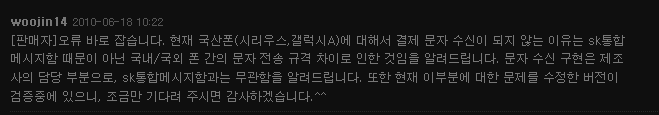 woojin14 2010-06-18 10:22
[판매자]오류 바로 잡습니다. 현재 국산폰(시리우스,갤럭시A)에 대해서 결제 문자 수신이 되지 않는 이유는 sk통합
메시지함 때문이 아닌 국내/국외 폰 간의 문자 전송 규격 차이로 인한 것임을 알려드립니다. 문자 수신 구현은 제조
사의 담당 부분으로, sk통합메시지함과는 무관함을 알려드립니다. 또한 현재 이부분에 대한 문제를 수정한 버전이
검증중에 있으니, 조금만 기다려 주시면 감사하겠습니다.^^